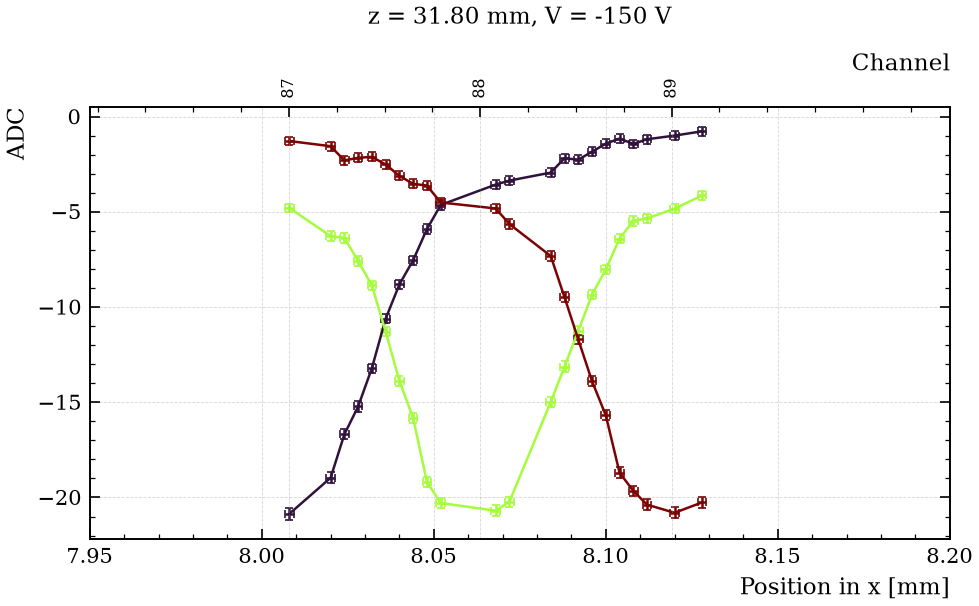 z = 31.80 mm, V = -150 V
Channel
87 88 89
ADC
0
−5
−10
−15
−20
7.95 8.00 8.05 8.10 8.15 8.20
Position in x [mm]